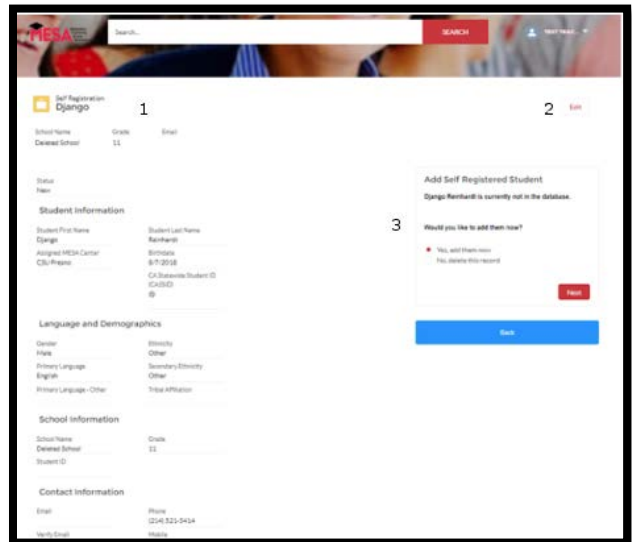 MESA
Search...
SEARCH
Self Registration
Django
1
2
Edit
School Name Grade Email
Deleted School 11
Status
New
Student Information
Student First Name Student Last Name
Django Reinhardt
Assigned MESA Center Birthdate
CSU Fresno 8/7/2018
CA Statewide Student ID
(CASSID)
Language and Demographics
Gender Ethnicity
Male Other
Primary Language Secondary Ethnicity
English Other
Primary Language - Other Tribal Affiliation
School Information
School Name Grade
Deleted School 11
Student ID
Contact Information
Email Phone
(214) 321-3414
Verify Email Mobile
Add Self Registered Student
Django Reinhardt is currently not in the database.
3
Would you like to add them now?
Yes, add them now
No, delete this record
Next
Back